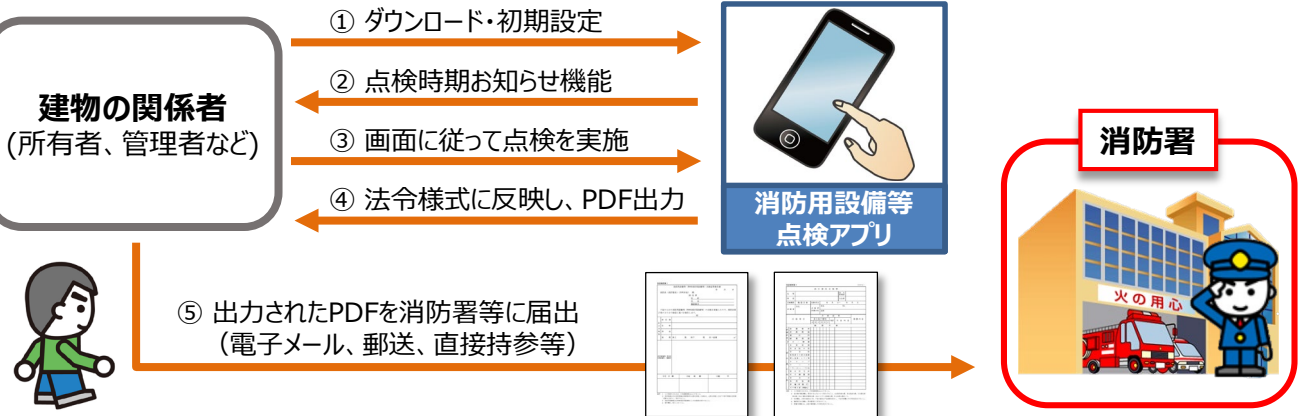 ① ダウンロード・初期設定
② 点検時期お知らせ機能
建物の関係者
(所有者、管理者など)
③ 画面に従って点検を実施
④ 法令様式に反映し、PDF出力
消防用設備等
点検アプリ
消防署
火の用心
⑤ 出力されたPDFを消防署等に届出
（電子メール、郵送、直接持参等）